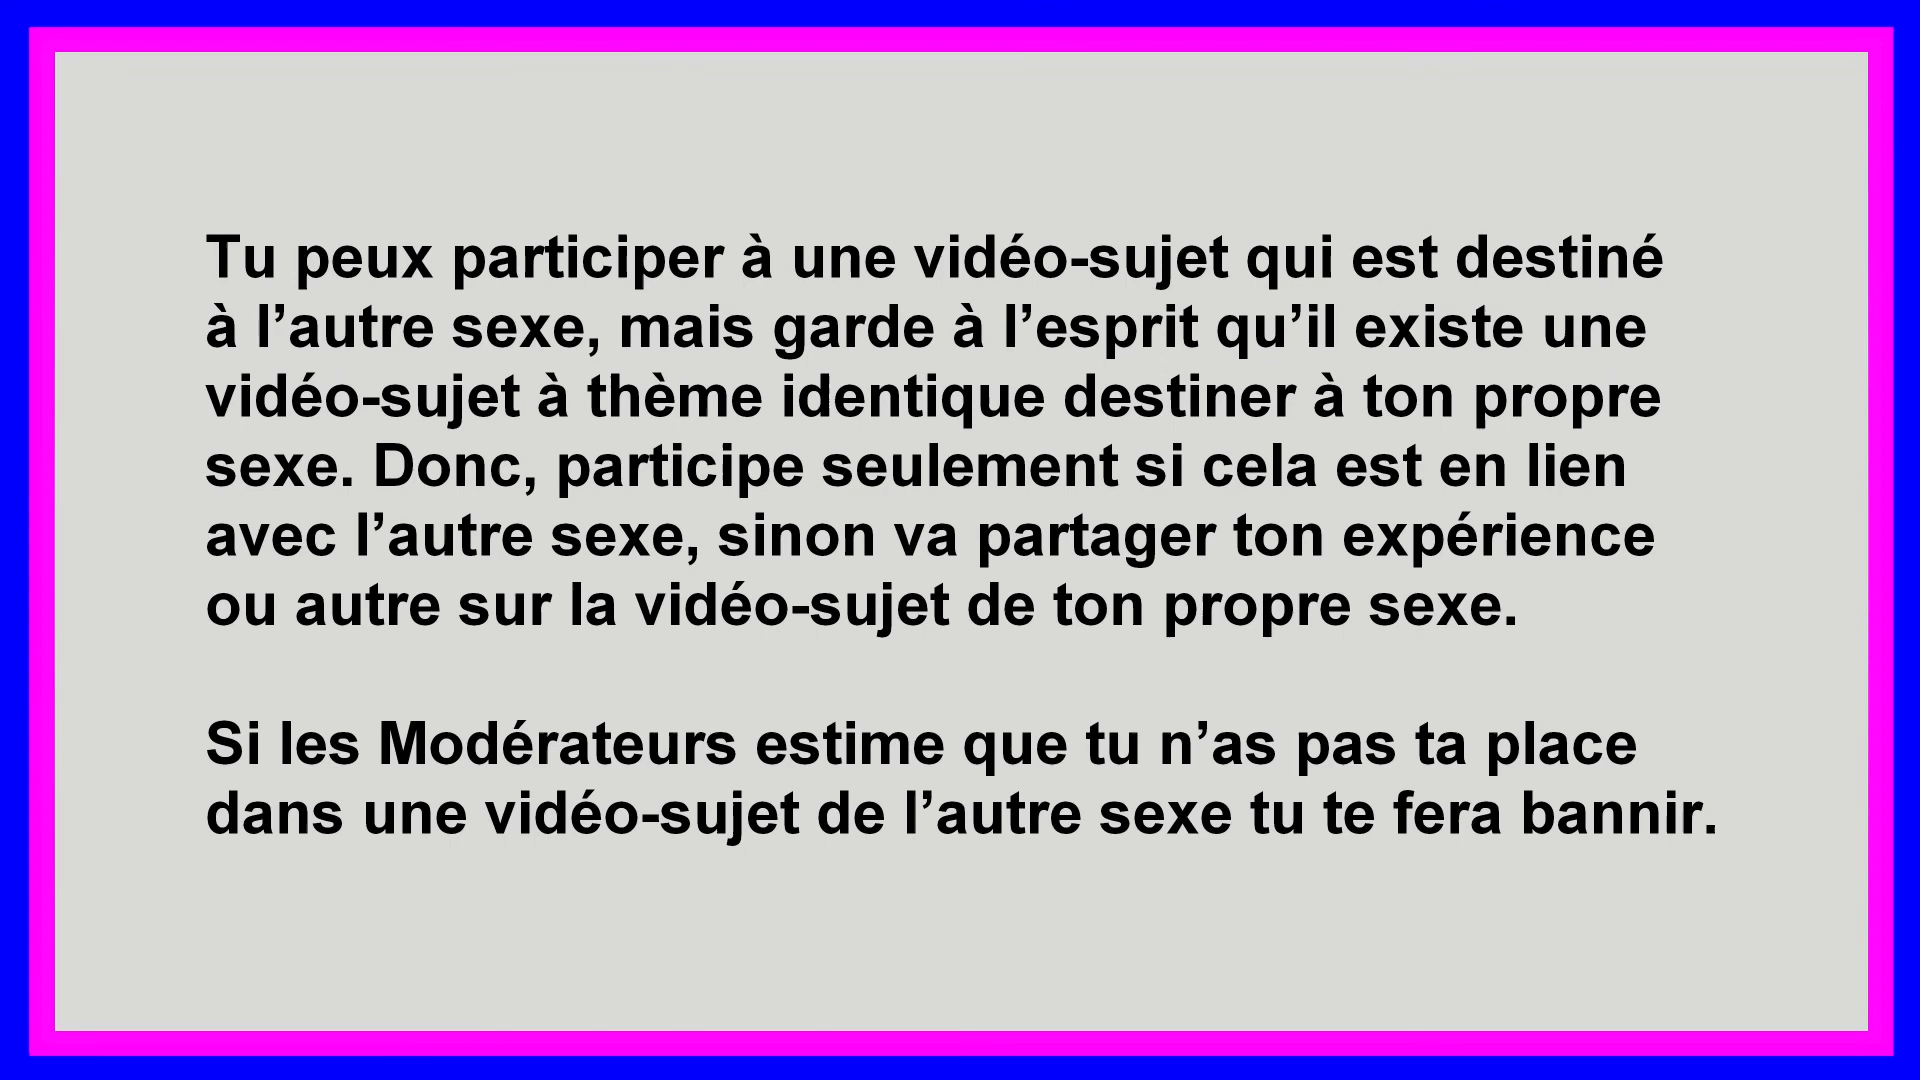 Tu peux participer à une vidéo-sujet qui est destiné
à l’autre sexe, mais garde à l’esprit qu’il existe une
vidéo-sujet à thème identique destiner à ton propre
sexe. Donc, participe seulement si cela est en lien
avec l’autre sexe, sinon va partager ton expérience
ou autre sur la vidéo-sujet de ton propre sexe.
Si les Modérateurs estime que tu n’as pas ta place
dans une vidéo-sujet de l’autre sexe tu te fera bannir.